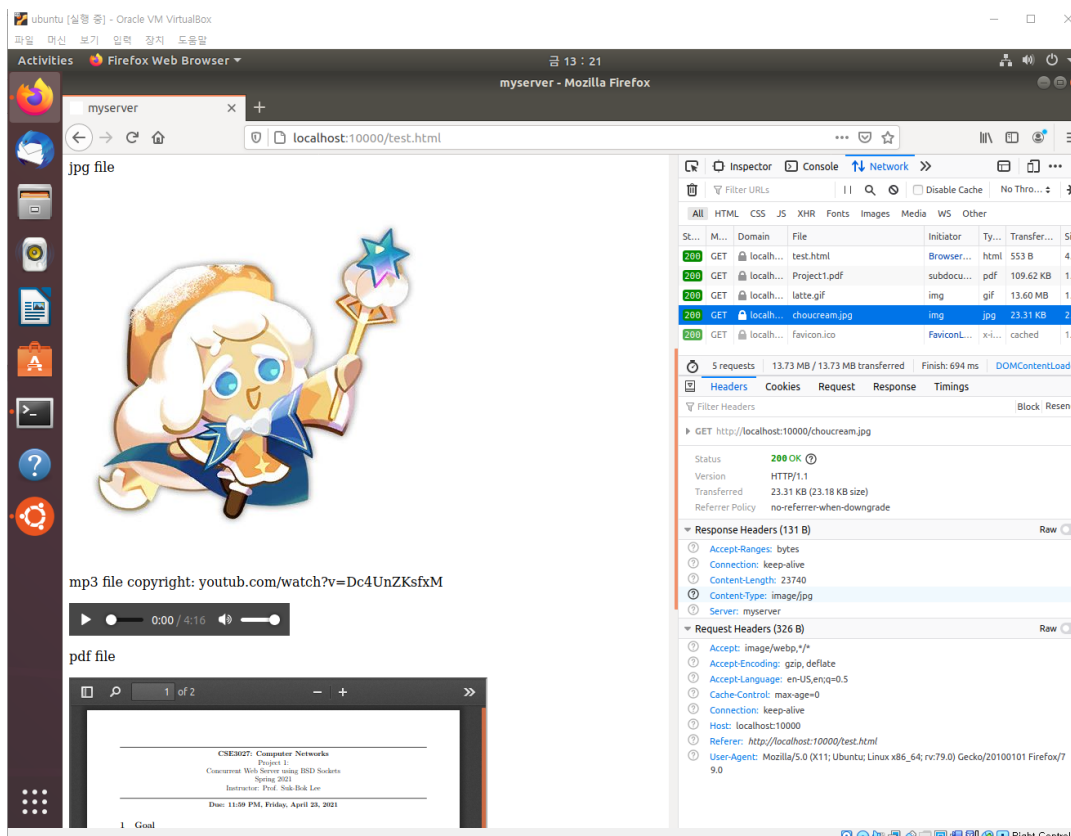 ubuntu [실행 중] - Oracle VM VirtualBox
파일 머신 보기 입력 장치 도움말
Activities Firefox Web Browser 금 13 : 21
myserver - Mozilla Firefox
myserver
localhost:10000/test.html
jpg file
mp3 file copyright: youtub.com/watch?v=Dc4UnZKsfxM
0:00 / 4:16
pdf file
1 of 2
CSE3027: Computer Networks
Project 1:
Concurrent Web Server using BSD Sockets
Spring 2021
Instructor: Prof. Suk-Bok Lee
Due: 11:59 PM, Friday, April 23, 2021
1 Goal
Inspector Console Network
Filter URLs Disable Cache No Thro...
All HTML CSS JS XHR Fonts Images Media WS Other
St... M... Domain File Initiator Ty... Transfer... Si
200 GET localh... test.html Browser... html 553 B 4
200 GET localh... Project1.pdf subdocu... pdf 109.62 KB 1.
200 GET localh... latte.gif img gif 13.60 MB 1.
200 GET localh... choucream.jpg img jpg 23.31 KB 2.
200 GET localh... favicon.ico FaviconL... x-i... cached 1.
5 requests 13.73 MB / 13.73 MB transferred Finish: 694 ms DOMContentLoad
Headers Cookies Request Response Timings
Filter Headers Block Resen
GET http://localhost:10000/choucream.jpg
Status 200 OK
Version HTTP/1.1
Transferred 23.31 KB (23.18 KB size)
Referrer Policy no-referrer-when-downgrade
Response Headers (131 B) Raw
Accept-Ranges: bytes
Connection: keep-alive
Content-Length: 23740
Content-Type: image/jpg
Server: myserver
Request Headers (326 B) Raw
Accept: image/webp,*/*
Accept-Encoding: gzip, deflate
Accept-Language: en-US,en;q=0.5
Cache-Control: max-age=0
Connection: keep-alive
Host: localhost:10000
Referer: http://localhost:10000/test.html
User-Agent: Mozilla/5.0 (X11; Ubuntu; Linux x86_64; rv:79.0) Gecko/20100101 Firefox/7
9.0
Right Control